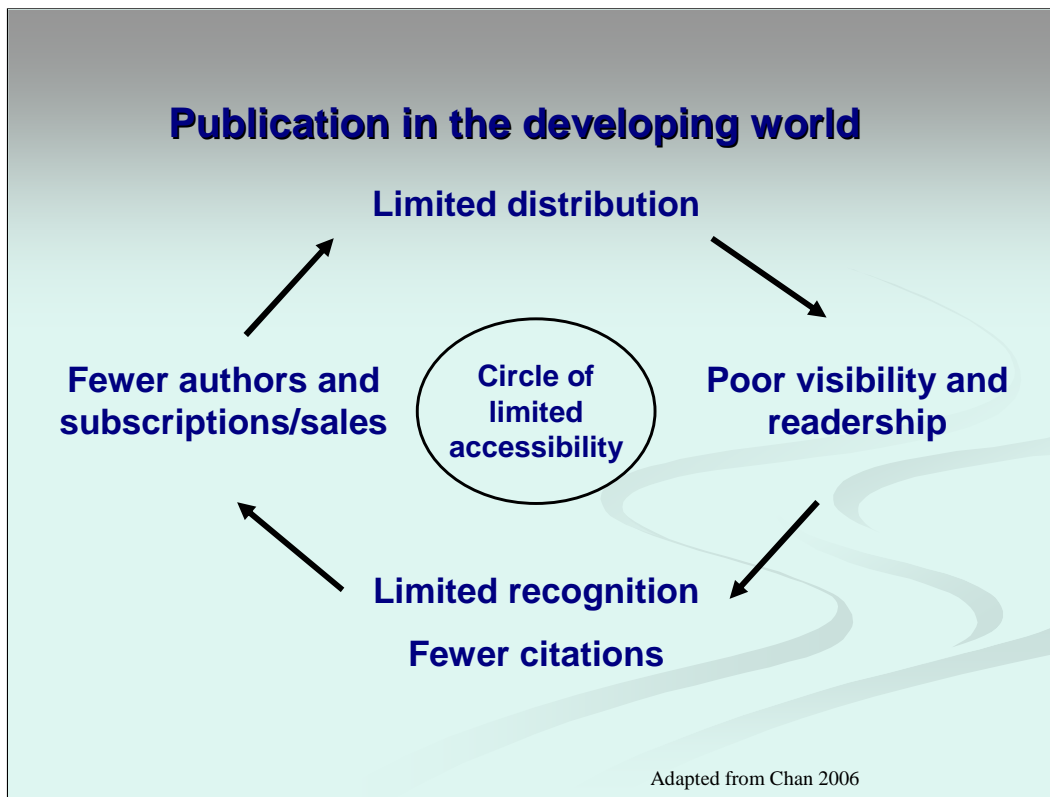 Publication in the developing world
Limited distribution
Fewer authors and
subscriptions/sales
Circle of
limited
accessibility
Poor visibility and
readership
Limited recognition
Fewer citations
Adapted from Chan 2006